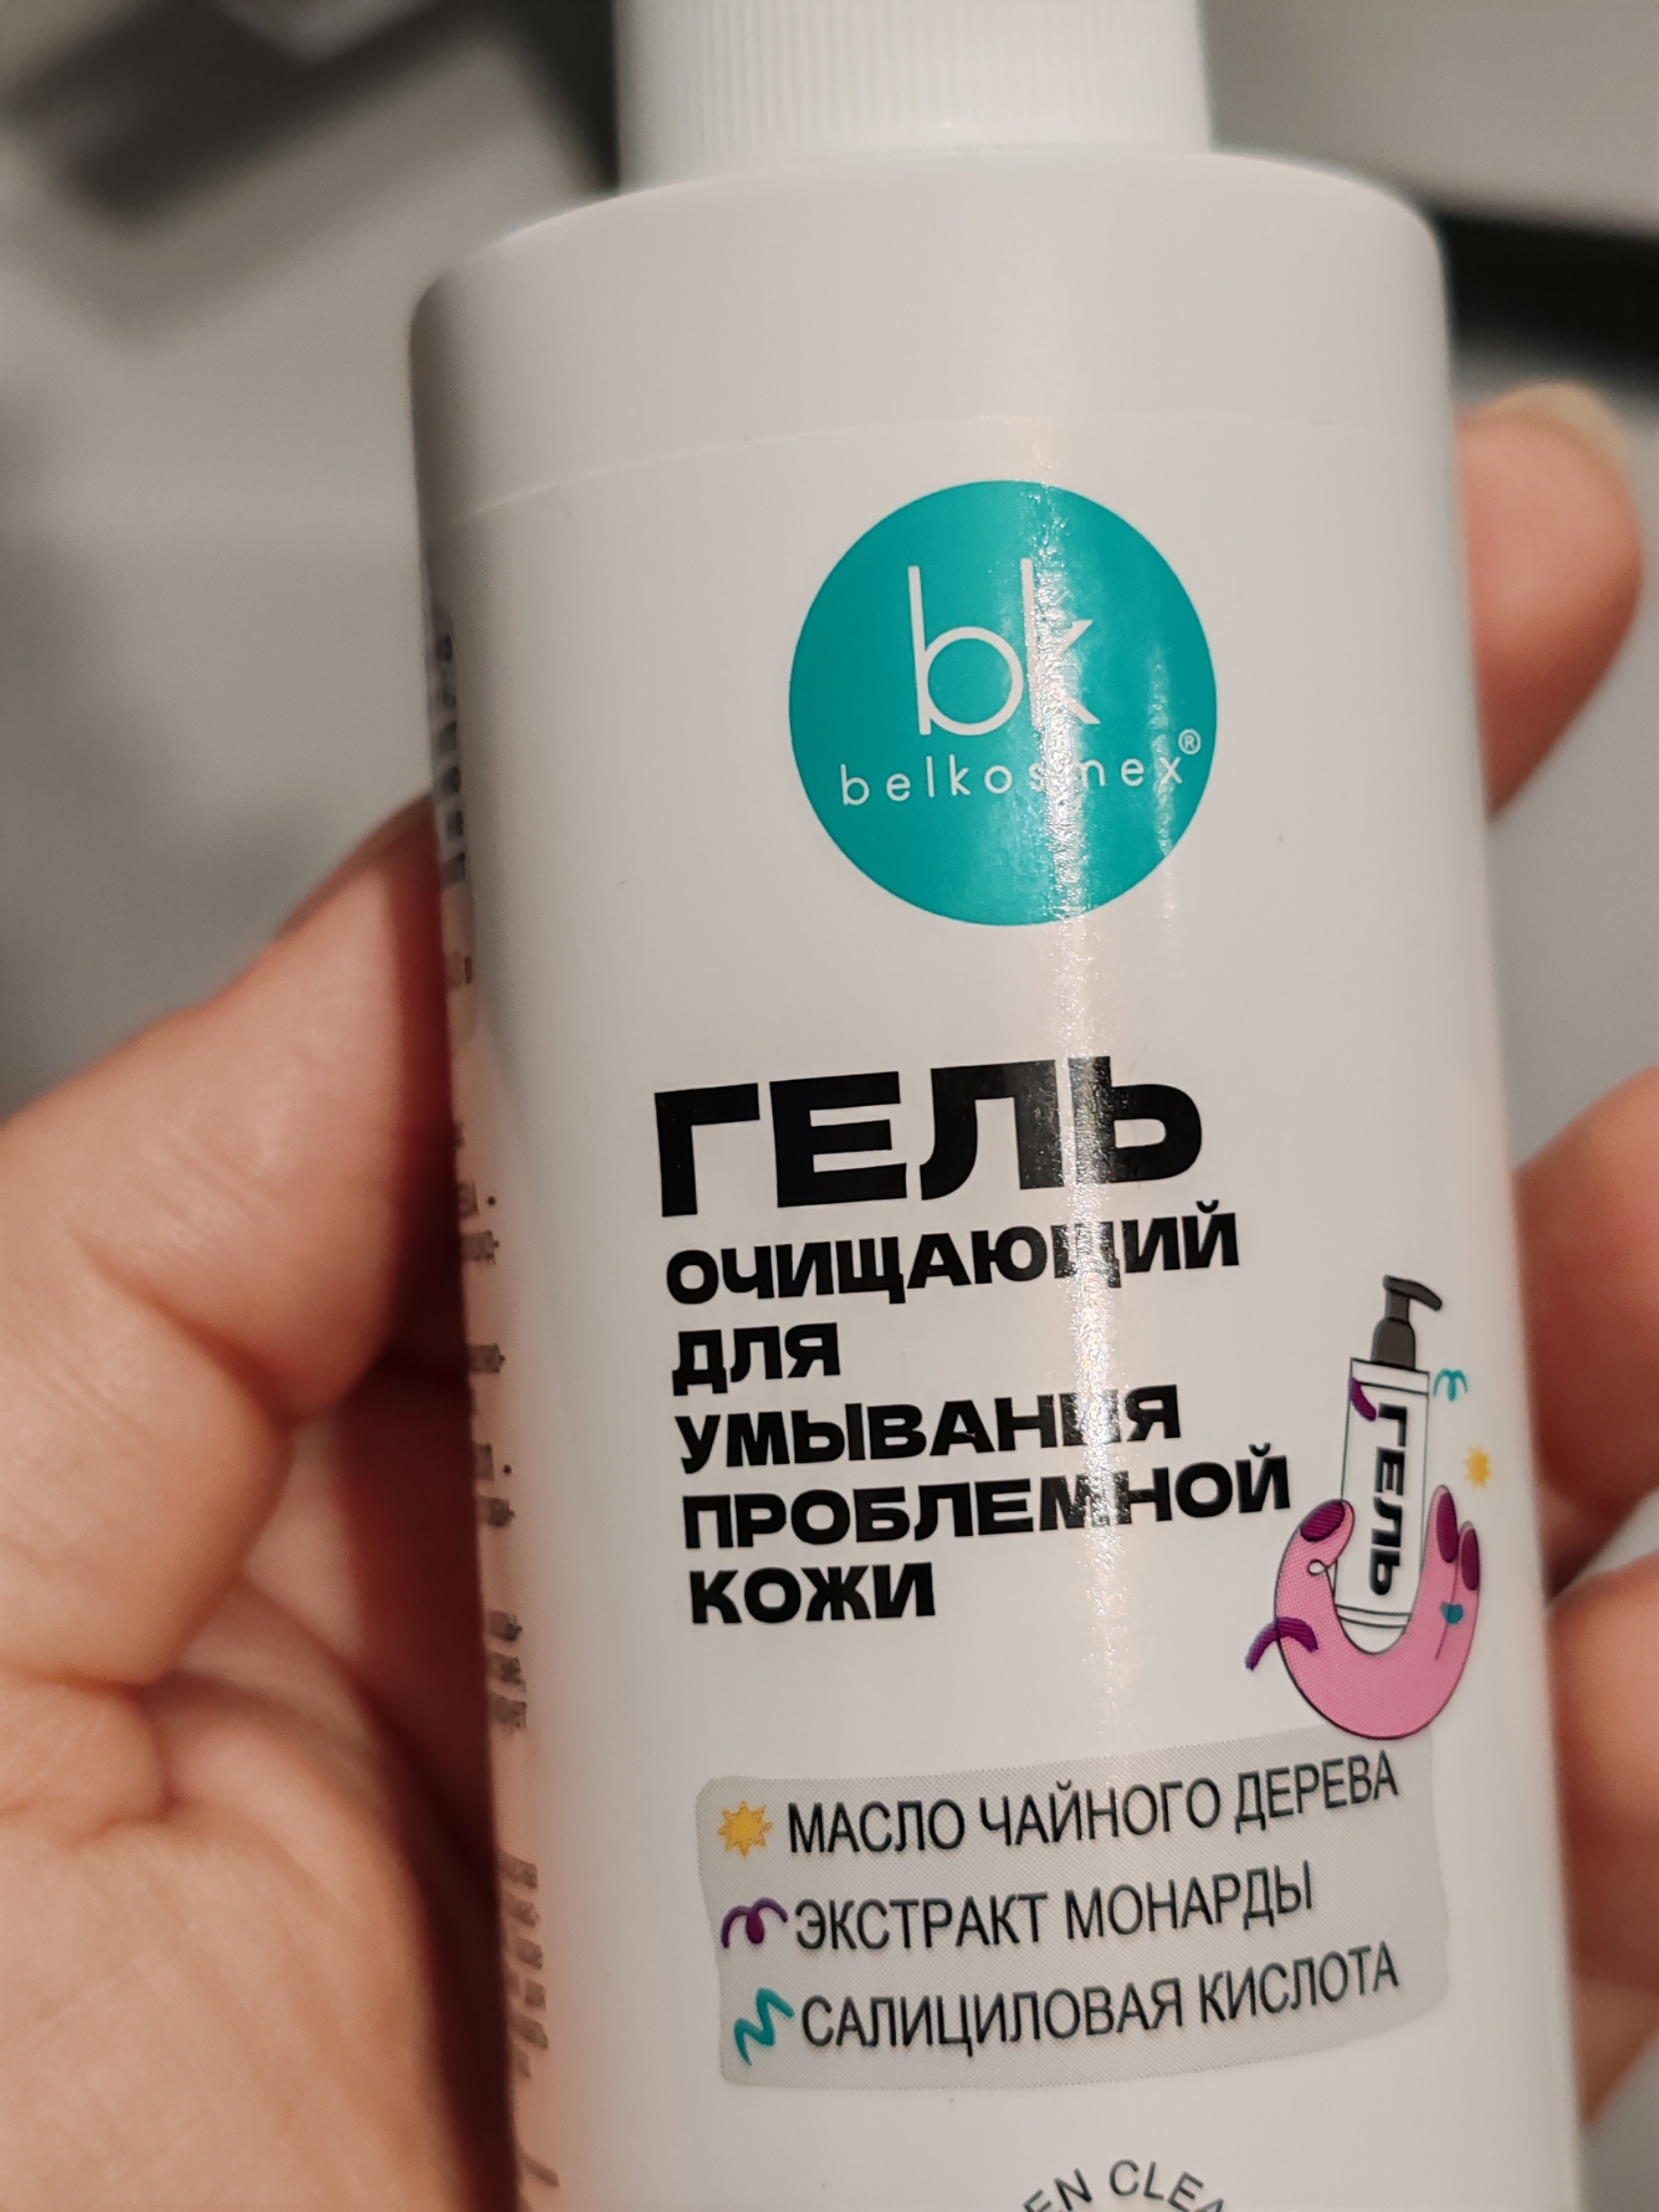 bk
belkosmex®
ГЕЛЬ
ОЧИЩАЮЩИЙ
ДЛЯ
УМЫВАНИЯ
ПРОБЛЕМНОЙ
КОЖИ
ГЕЛЬ
МАСЛО ЧАЙНОГО ДЕРЕВА
ЭКСТРАКТ МОНАРДЫ
САЛИЦИЛОВАЯ КИСЛОТА